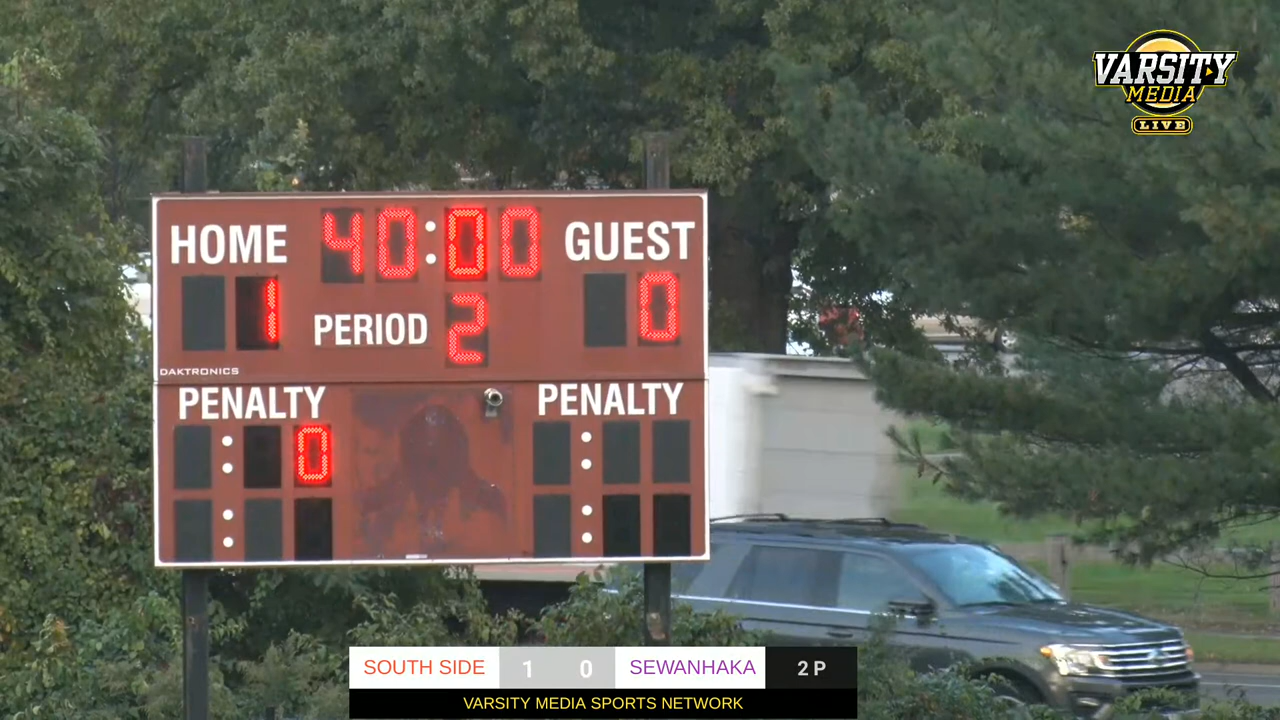 VARSITY
MEDIA
LIVE
HOME 40:00 GUEST
1 PERIOD 2 0
DAKTRONICS
PENALTY PENALTY
: 0 :
: :
SOUTH SIDE 1 0 SEWANHAKA 2 P
VARSITY MEDIA SPORTS NETWORK